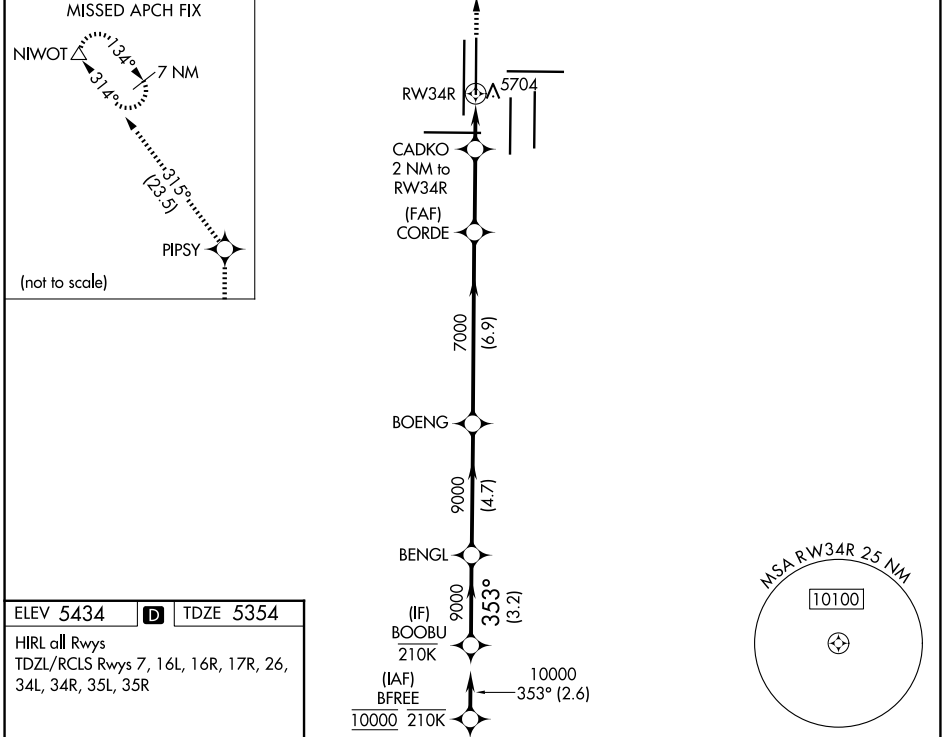 MISSED APCH FIX
NIWOT
134°
7 NM
314°
315°
(23.5)
PIPSY
(not to scale)
RW34R
5704
CADKO
2 NM to
RW34R
(FAF)
CORDE
7000
(6.9)
BOENG
9000
(4.7)
BENGL
9000
353°
(3.2)
(IF)
BOOBU
210K
(IAF)
BFREE
10000 210K
10000
353° (2.6)
MSA RW34R 25 NM
10100
ELEV 5434 D TDZE 5354
HIRL all Rwys
TDZL/RCLS Rwys 7, 16L, 16R, 17R, 26,
34L, 34R, 35L, 35R